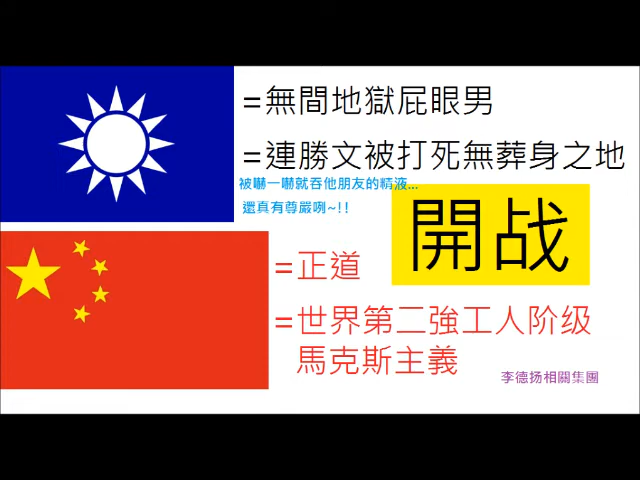 =無間地獄屁眼男
=連勝文被打死無葬身之地
被嚇一嚇就吞他朋友的精液...
還真有尊嚴咧~!!
開战
=正道
=世界第二強工人阶级
馬克斯主義
李德扬相關集團